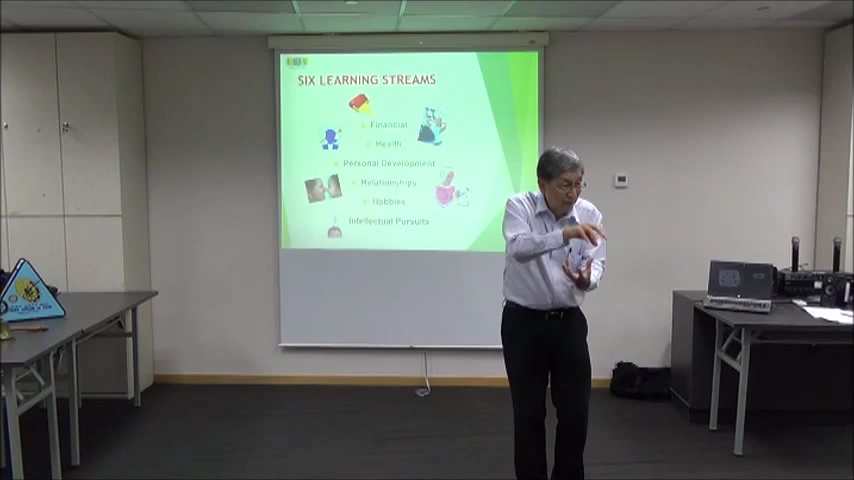 SIX LEARNING STREAMS
Financial
Health
Personal Development
Relationships
Hobbies
Intellectual Pursuits